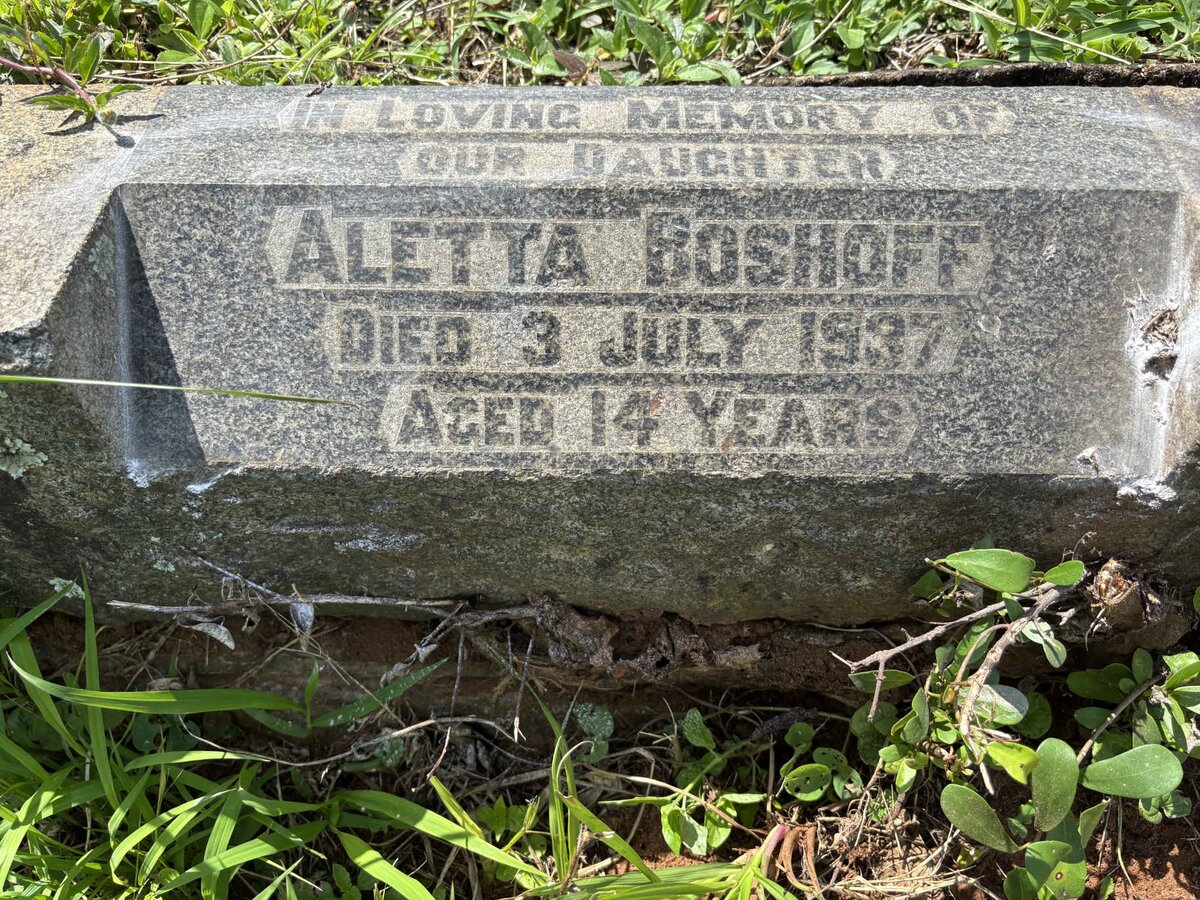 IN LOVING MEMORY OF
OUR DAUGHTER
ALETTA BOSHOFF
DIED 3 JULY 1937
AGED 14 YEARS